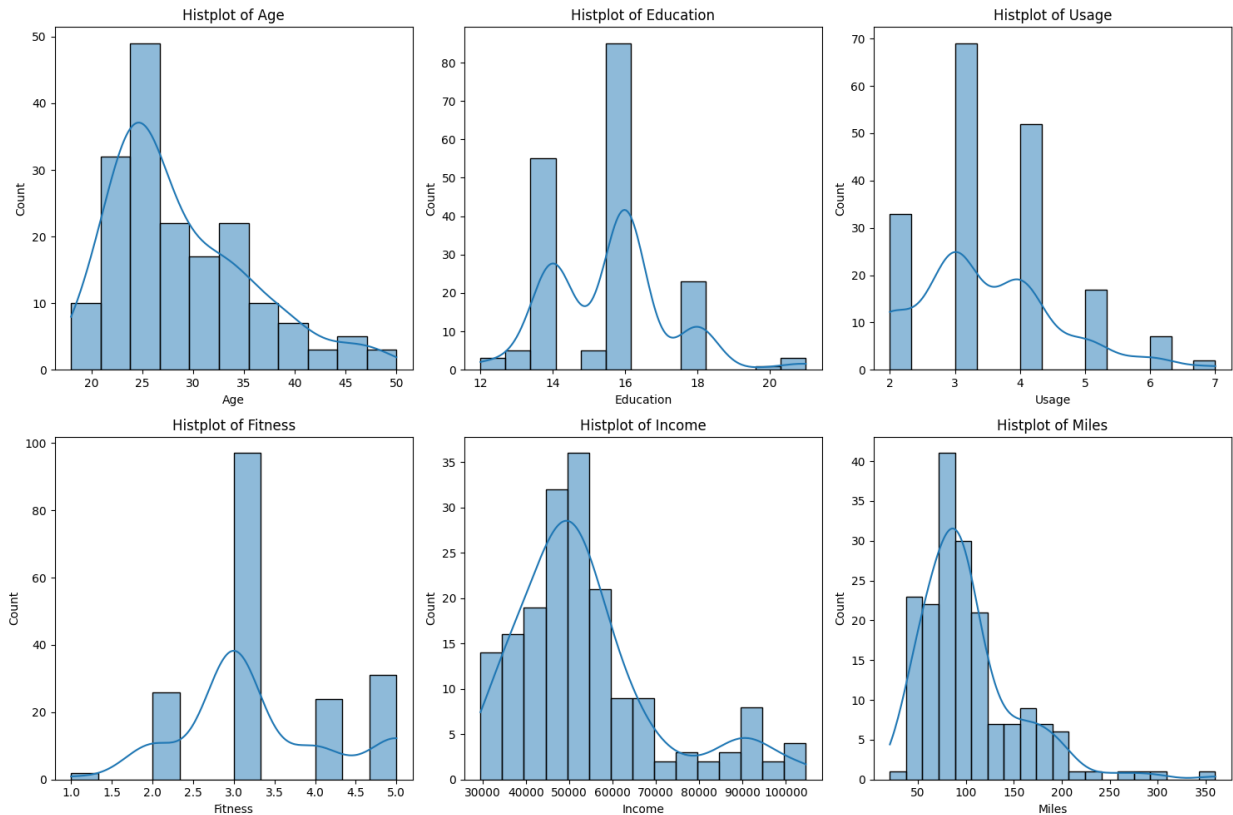 Histplot of Age
50
40
30
20
10
0
Count
20 25 30 35 40 45 50
Age
Histplot of Education
80
70
60
50
40
30
20
10
0
Count
12 14 16 18 20
Education
Histplot of Usage
70
60
50
40
30
20
10
0
Count
2 3 4 5 6 7
Usage
Histplot of Fitness
100
80
60
40
20
0
Count
1.0 1.5 2.0 2.5 3.0 3.5 4.0 4.5 5.0
Fitness
Histplot of Income
35
30
25
20
15
10
5
0
Count
30000 40000 50000 60000 70000 80000 90000 100000
Income
Histplot of Miles
40
35
30
25
20
15
10
5
0
Count
50 100 150 200 250 300 350
Miles